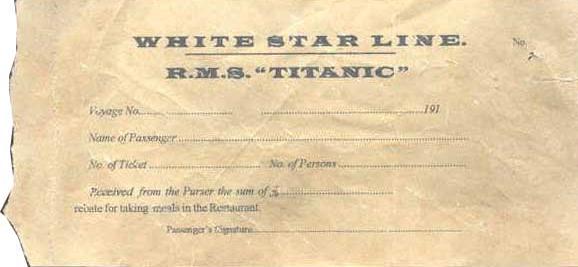 WHITE STAR LINE.
No.
R.M.S. "TITANIC"
Voyage No. 191
Name of Passenger
No. of Ticket No. of Persons
Received from the Purser the sum of
rebate for taking meals in the Restaurant.
Passenger's Signature